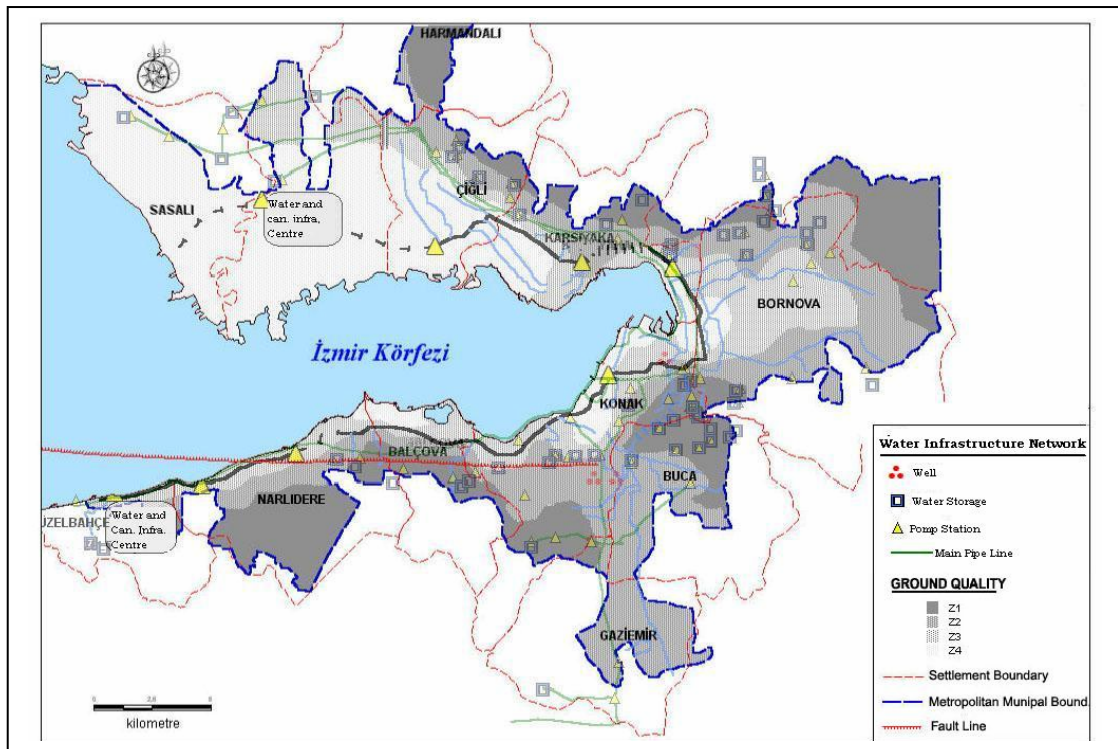 HARMANDALI
ÇİĞLİ
SASALI
Water and
can. infra,
Centre
KARSIYAKA
BORNOVA
İzmir Körfezi
KONAK
BALÇOVA
BUCA
NARLIDERE
UZELBAHÇE
Water and
Can. Infra.
Centre
GAZİEMİR
kilometre
Water Infrastructure Network
Well
Water Storage
Pomp Station
Main Pipe Line
GROUND QUALITY
Z1
Z2
Z3
Z4
Settlement Boundary
Metropolitan Munipal Bound.
Fault Line